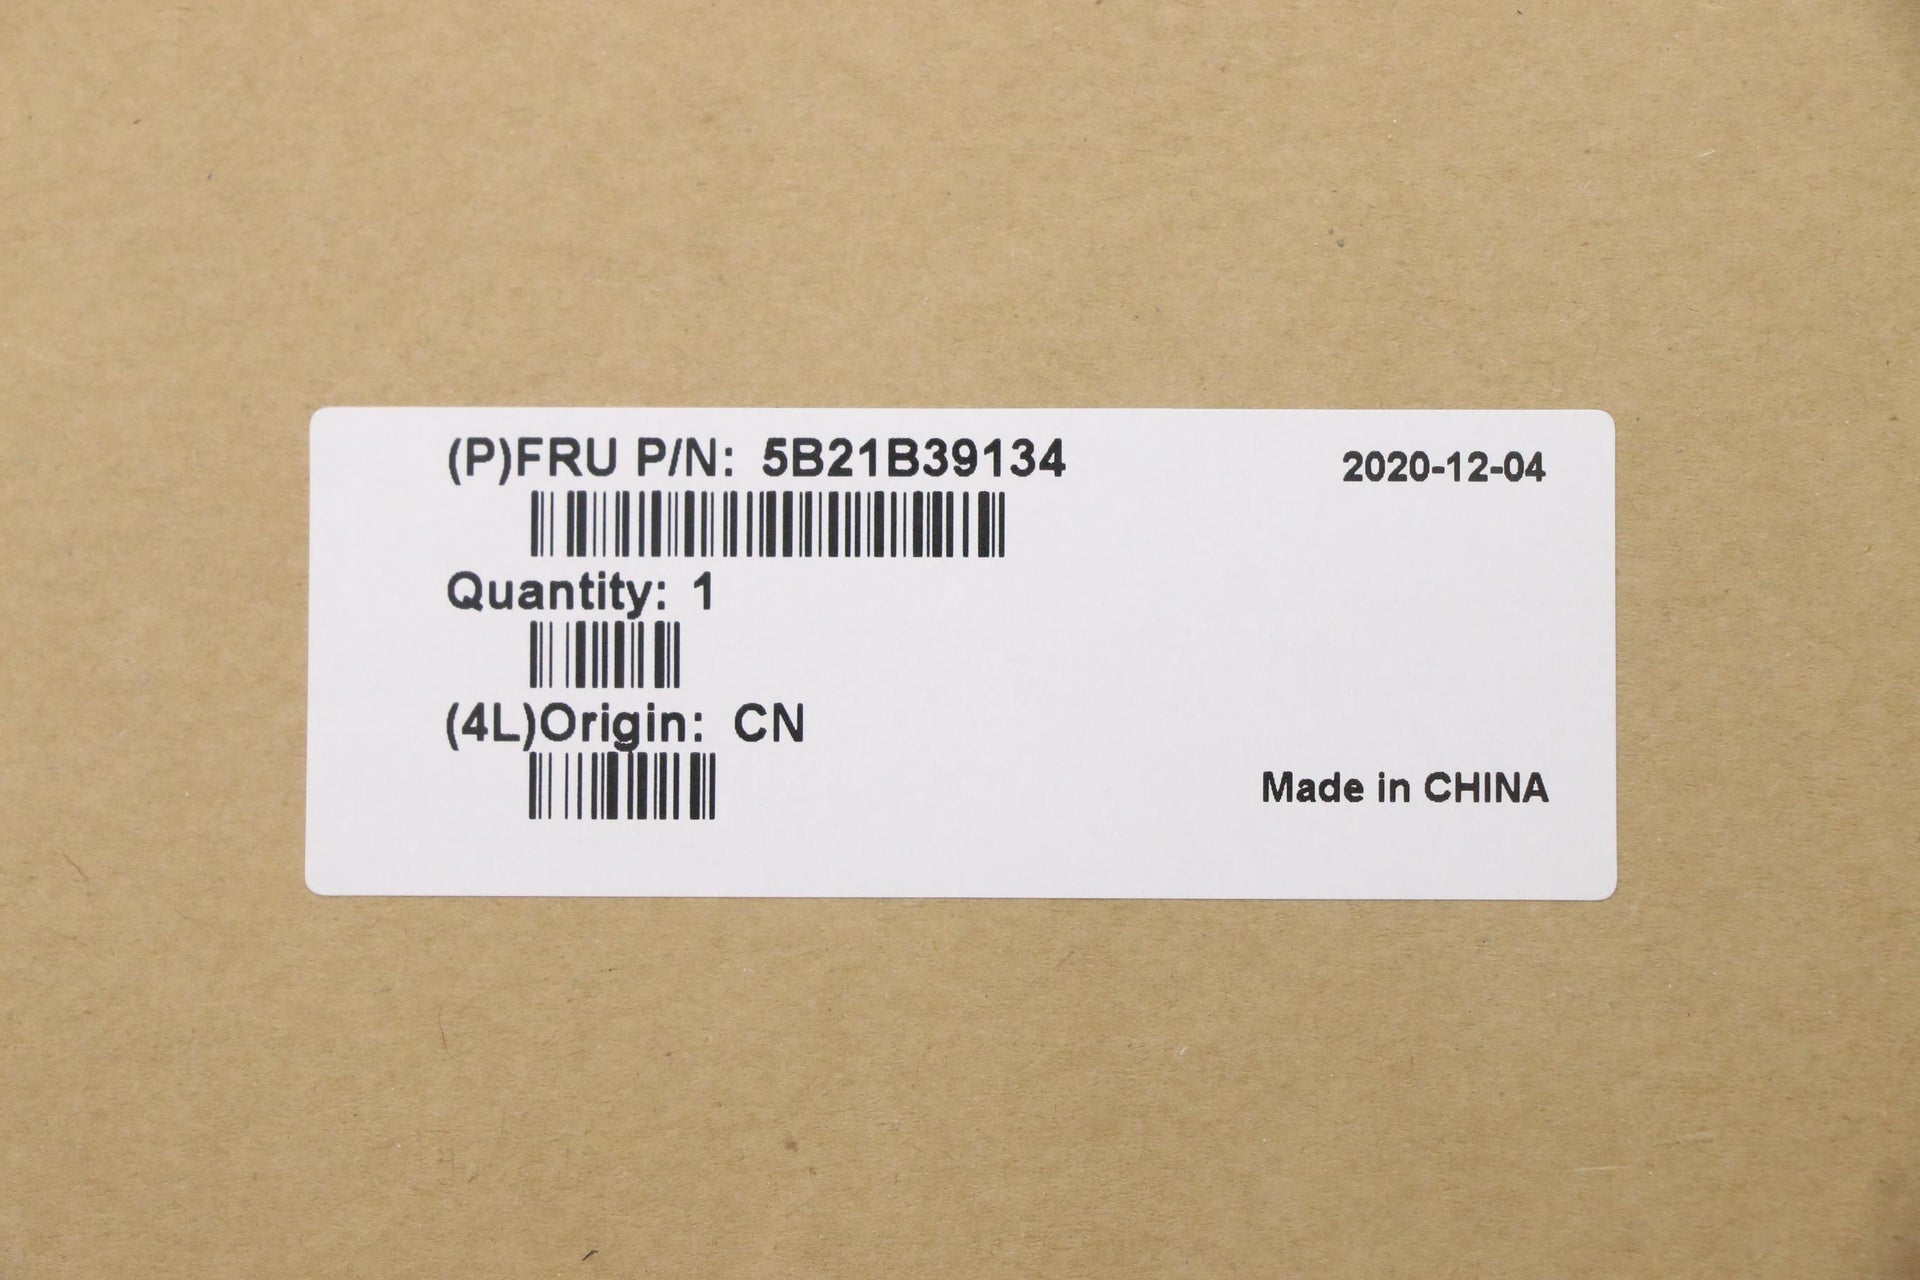 (P)FRU P/N: 5B21B39134
2020-12-04
Quantity: 1
(4L)Origin: CN
Made in CHINA